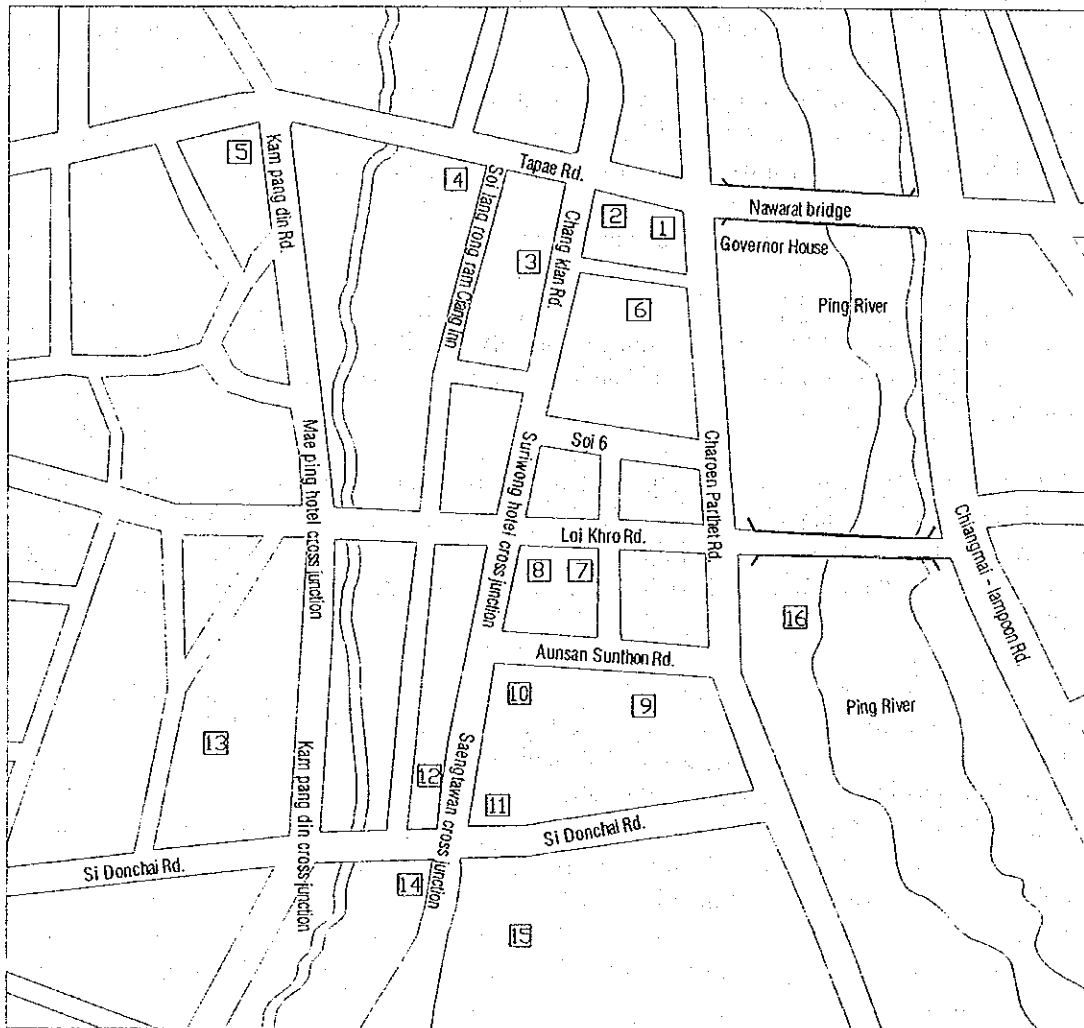 Tapae Rd.
Kam pang din Rd.
5
4
Soi lang rong ram Ciang Inn
Chang klan Rd.
2
1
3
Nawarat bridge
Governor House
Ping River
6
Mae ping hotel cross junction
Suriwong hotel cross junction
Soi 6
Charoen Parthet Rd.
Loi Khro Rd.
Chiangmai - lampoon Rd.
8
7
16
Aunsan Sunthon Rd.
10
9
Ping River
13
Kam pang din cross-junction
12
Saengtawan cross junction
11
Si Donchai Rd.
Si Donchai Rd.
14
15